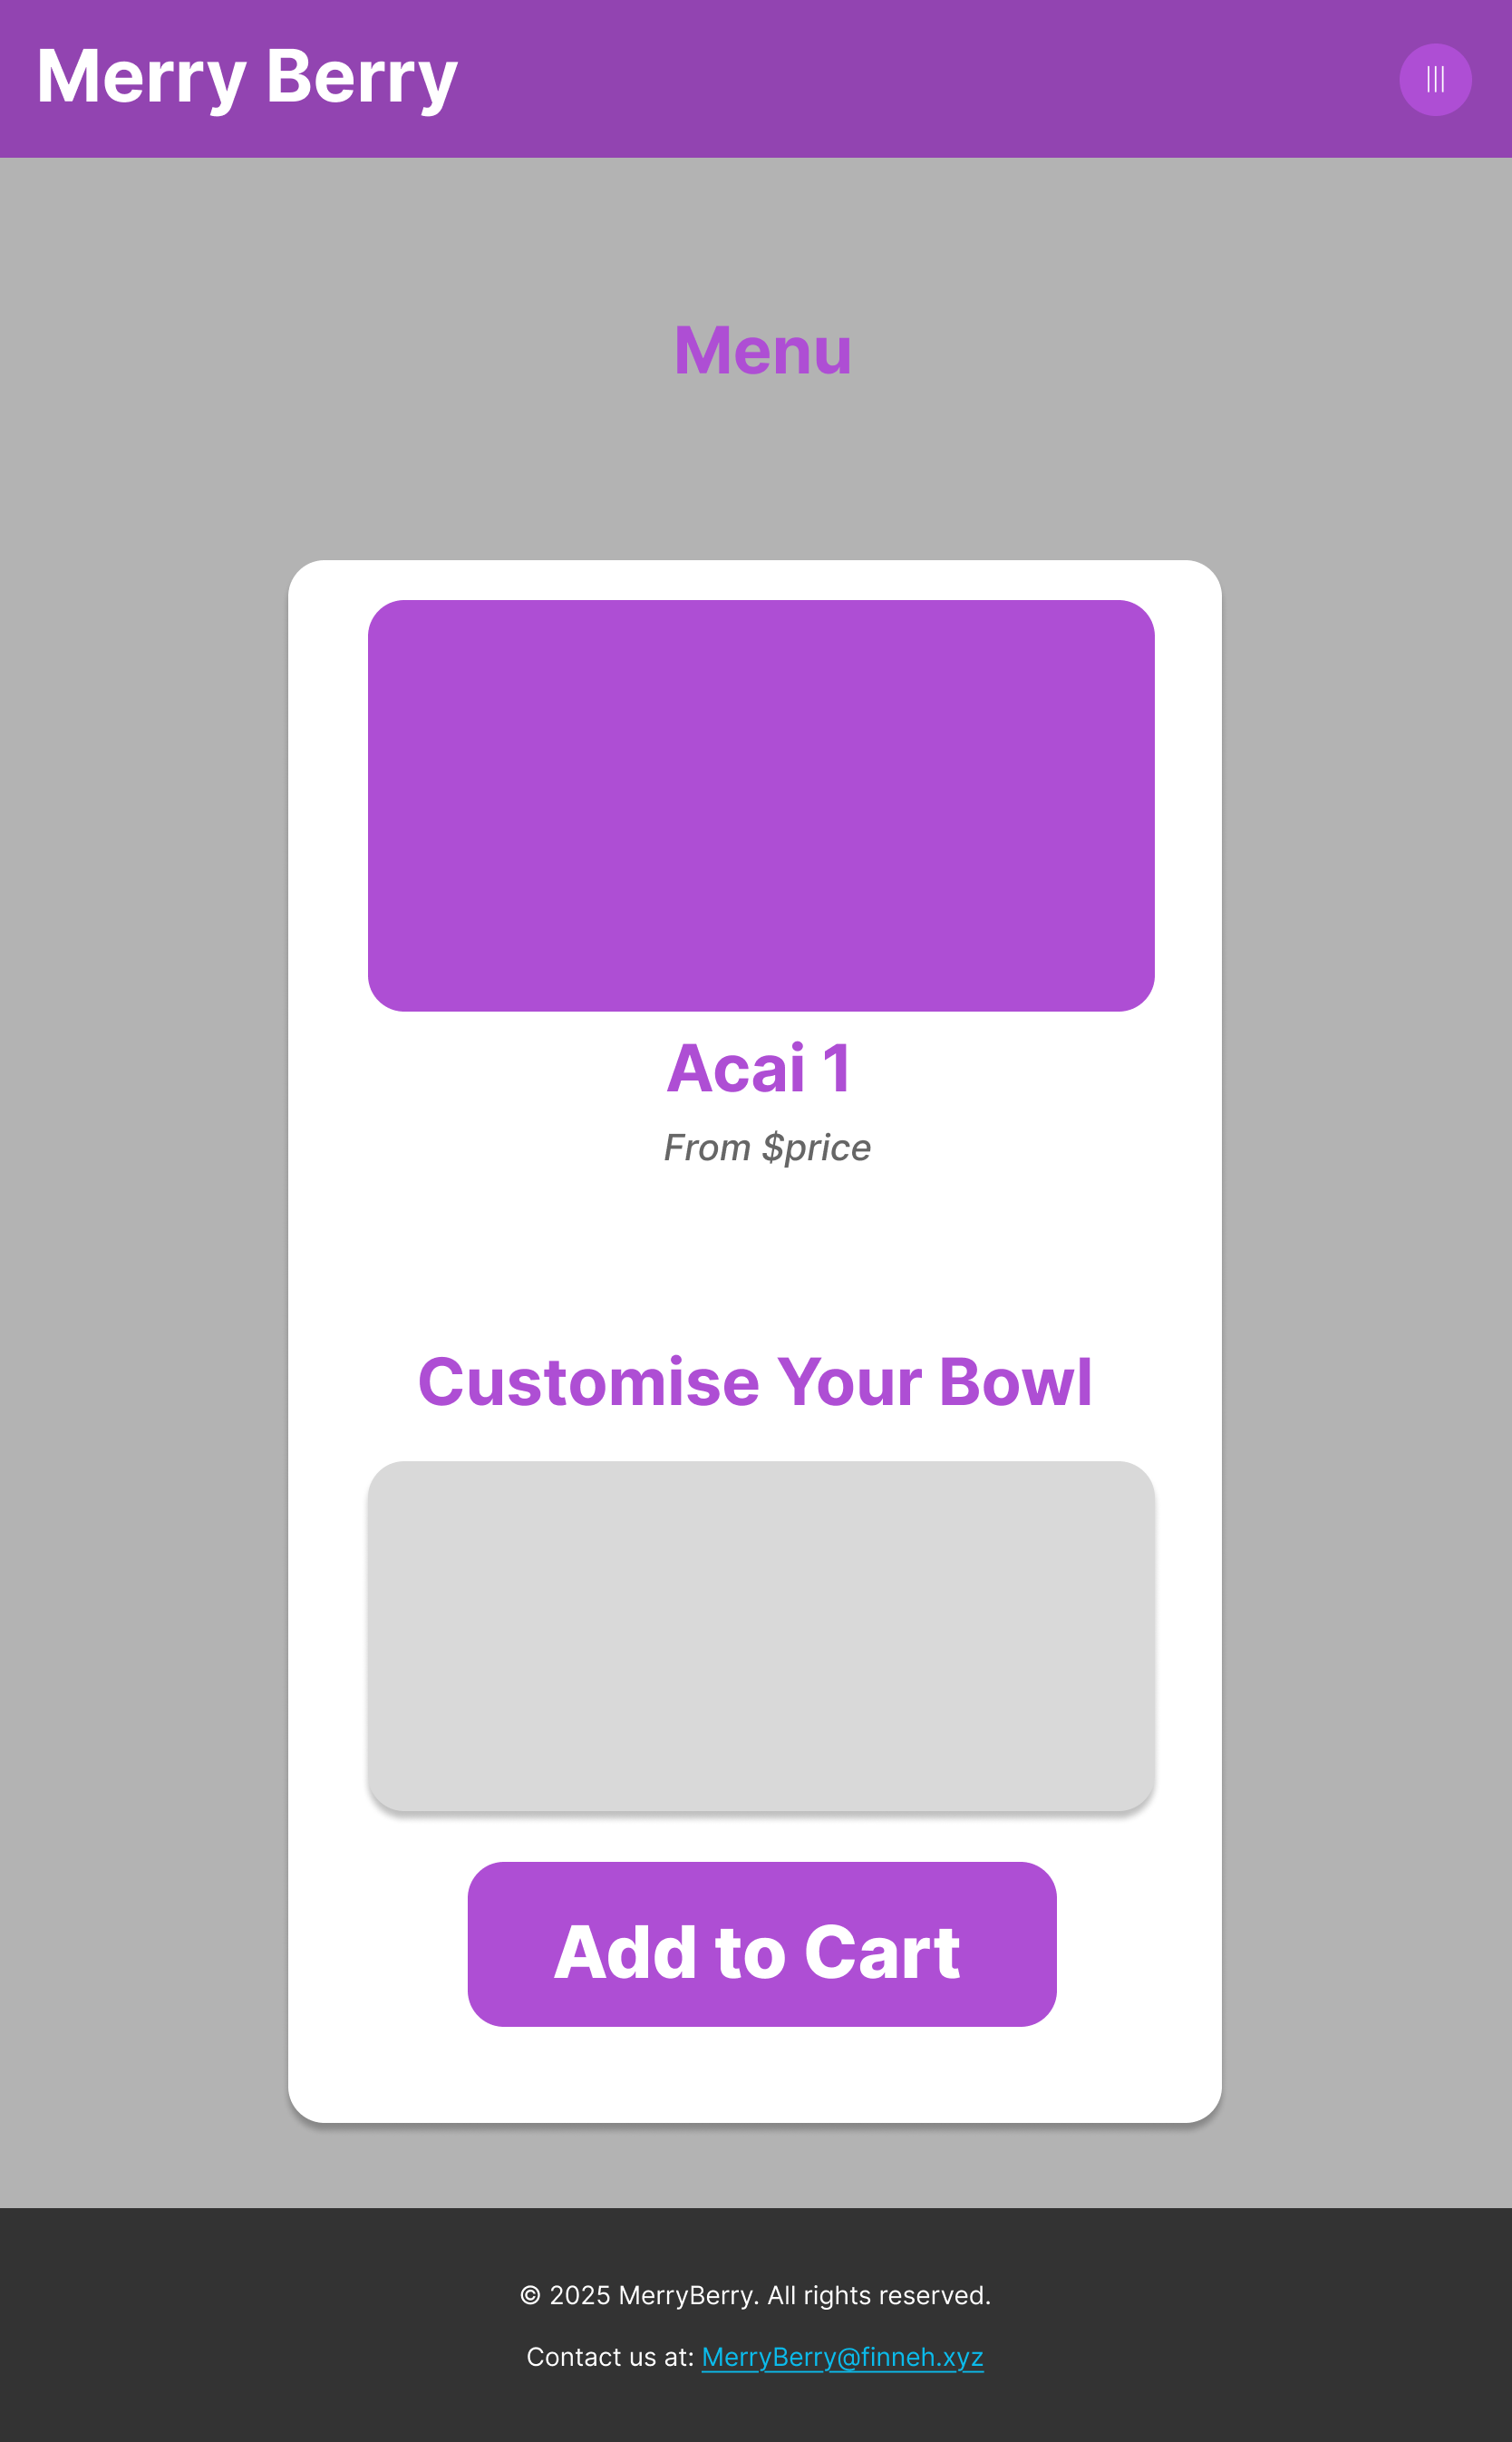 Merry Berry
Menu
Acai 1
From $price
Customise Your Bowl
Add to Cart
© 2025 MerryBerry. All rights reserved.
Contact us at: MerryBerry@finneh.xyz